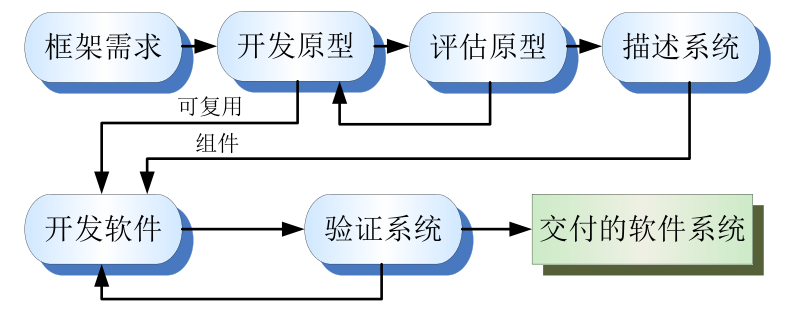 框架需求
开发原型
评估原型
描述系统
可复用
组件
开发软件
验证系统
交付的软件系统